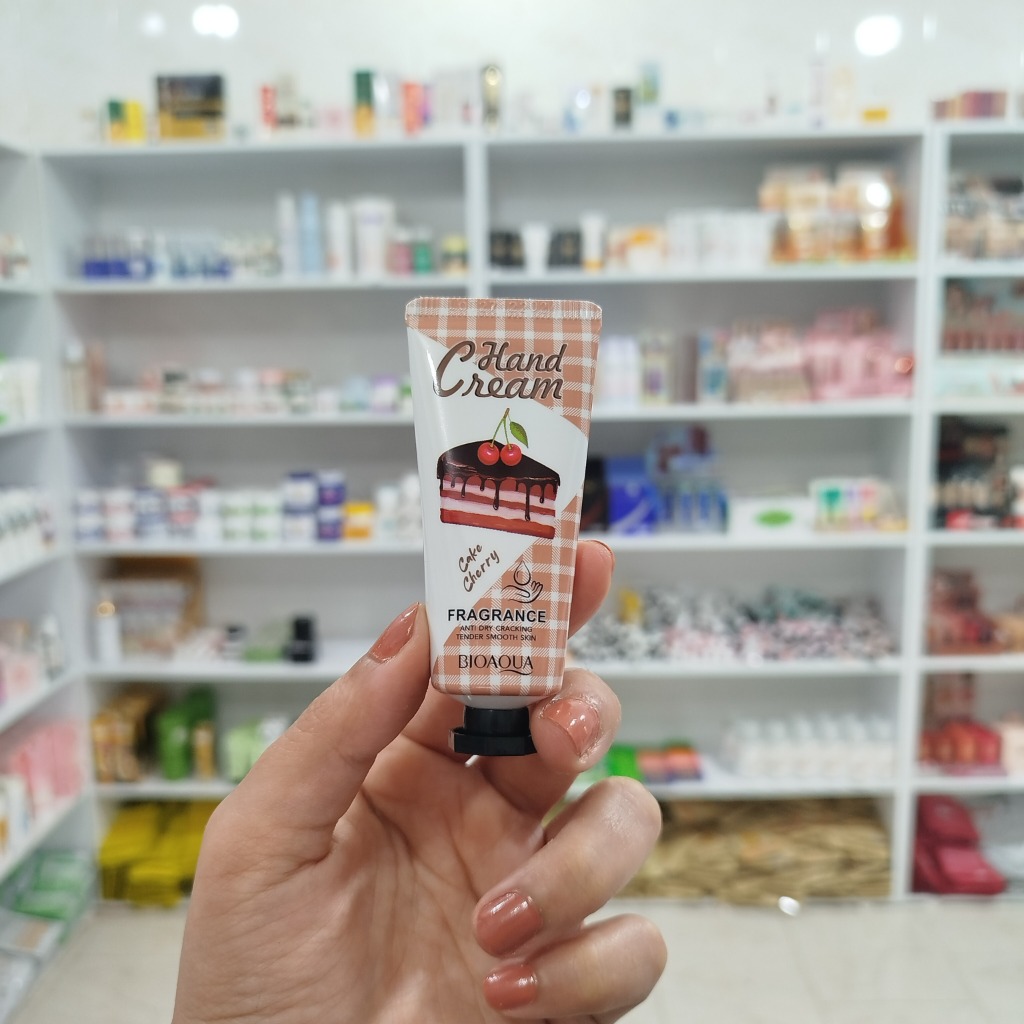 Hand
Cream
Cake
Cherry
FRAGRANCE
ANTI DRY CRACKING
TENDER SMOOTH SKIN
BIOAQUA